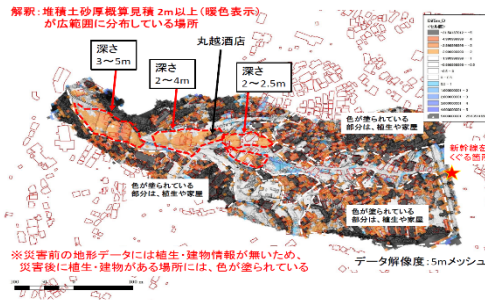 解釈：堆積土砂厚概算見積 2m以上（暖色表示）
が広範囲に分布している場所
丸越酒店
深さ
3～5m
深さ
2～4m
深さ
2～2.5m
色が塗られている
部分は、植生や家屋
新幹線を
くぐる箇所
色が塗られている
部分は、植生や家屋
色が塗られている
部分は、植生や家屋
※災害前の地形データには植生・建物情報が無いため、
災害後に植生・建物がある場所には、色が塗られている
データ解像度：5mメッシュ